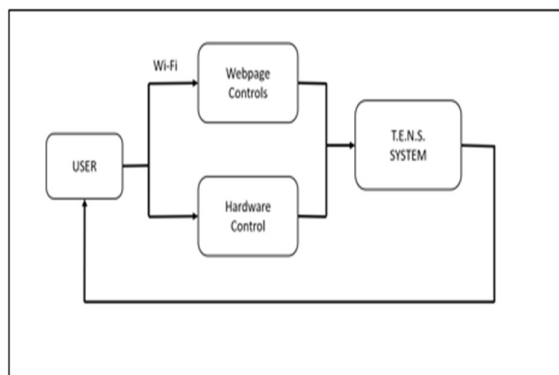 Wi-Fi
Webpage
Controls
USER
T.E.N.S.
SYSTEM
Hardware
Control